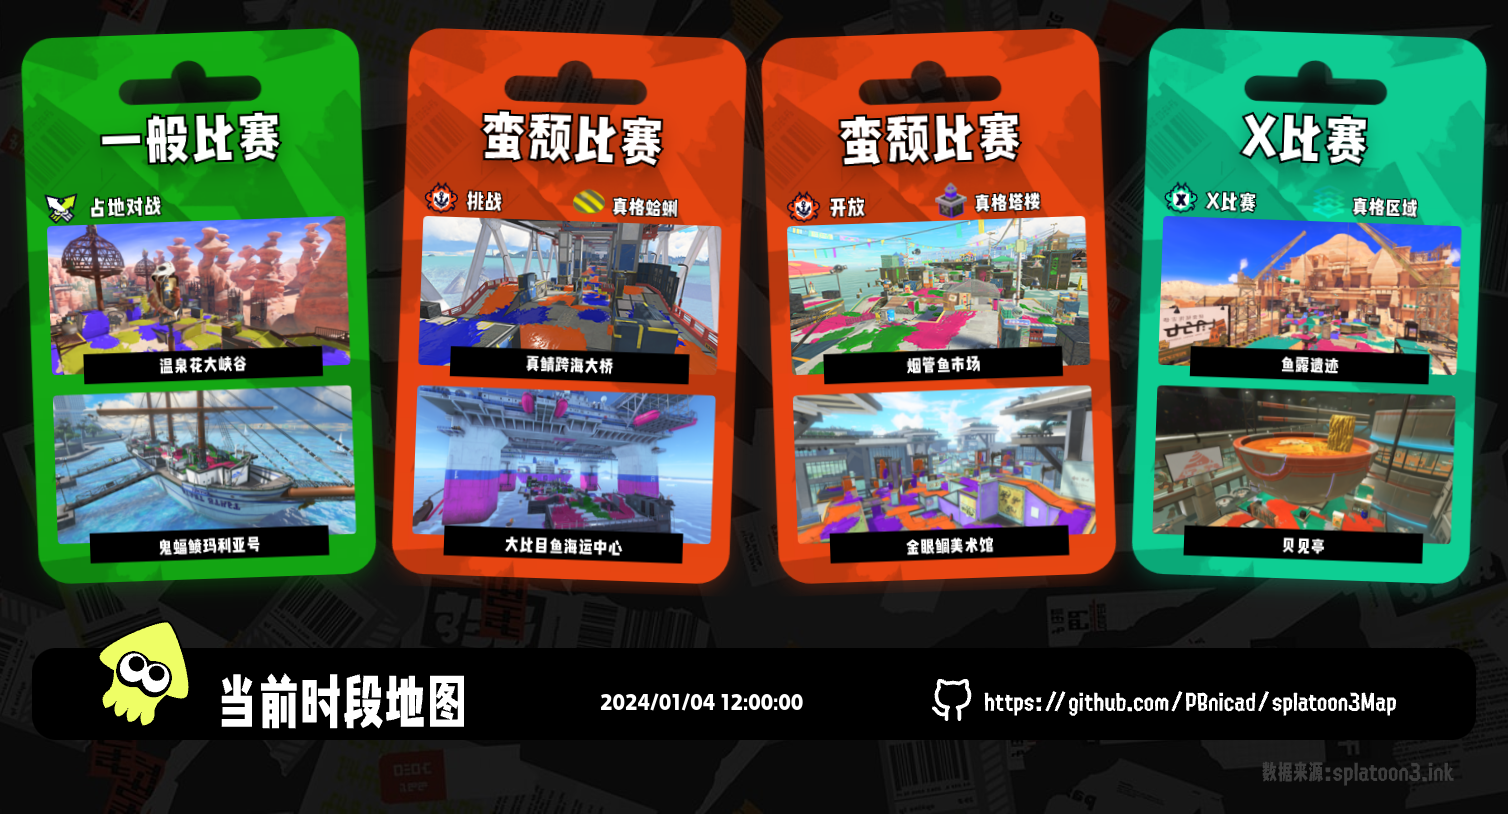 一般比赛
占地对战
温泉花大峡谷
鬼蝠鲼玛利亚号
蛮颓比赛
挑战
真格蛤蜊
真鲭跨海大桥
大比目鱼海运中心
蛮颓比赛
开放
真格塔楼
烟管鱼市场
金眼鲷美术馆
X比赛
X比赛
真格区域
鱼露遗迹
贝见亭
当前时段地图
2024/01/04 12:00:00
https://github.com/PBnicad/splatoon3Map
数据来源:splatoon3.ink